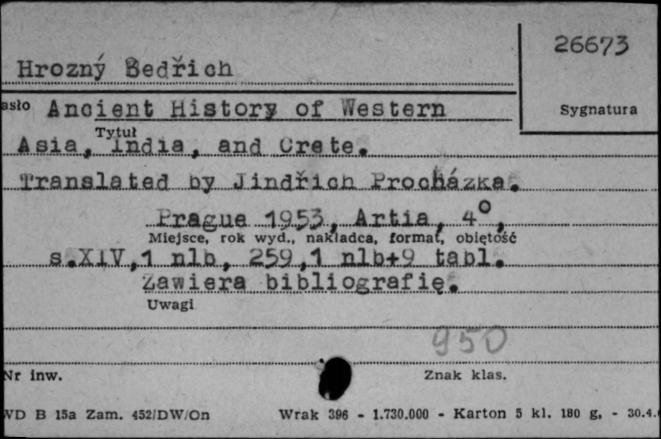 26673
Hrozný Bedřich
asło Ancient History of Western
Sygnatura
Tytuł
Asia, India, and Crete.
Translated by Jindřich Procházka.
Prague 1953, Artia, 4°,
Miejsce, rok wyd., nakładca, format, objętość
s.XIV,1 nlb, 259,1 nlb+9 tabl.
Zawiera bibliografię.
Uwagi
950
Nr inw.
Znak klas.
WD B 15a Zam. 452/DW/On Wrak 396 - 1.730.000 - Karton 5 kl. 180 g, - 30.4.